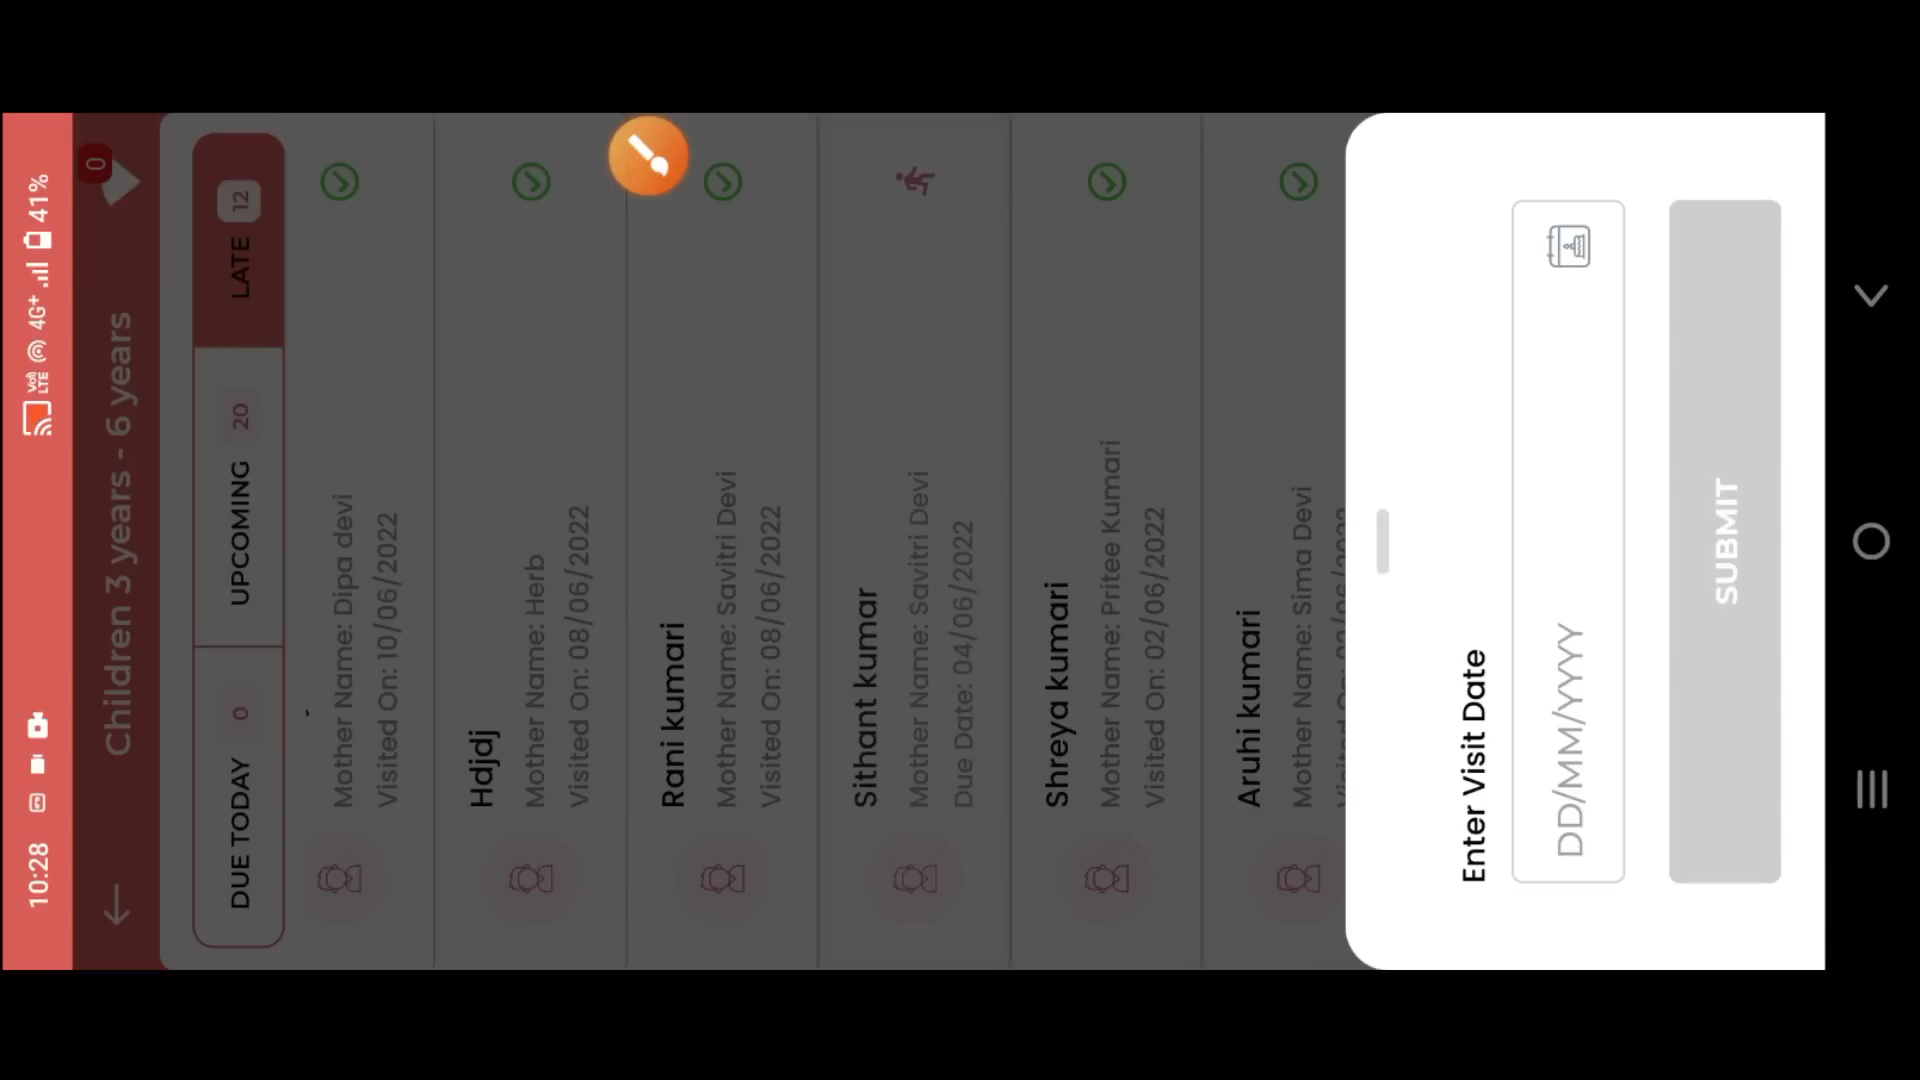 10:28
VoI)
LTE
4G+
41%
Children 3 years - 6 years
0
DUE TODAY 0
UPCOMING 20
LATE 12
Mother Name: Dipa devi
Visited On: 10/06/2022
Hdjdj
Mother Name: Herb
Visited On: 08/06/2022
Rani kumari
Mother Name: Savitri Devi
Visited On: 08/06/2022
Sithant kumar
Mother Name: Savitri Devi
Due Date: 04/06/2022
Shreya kumari
Mother Name: Pritee Kumari
Visited On: 02/06/2022
Aruhi kumari
Mother Name: Sima Devi
Enter Visit Date
DD/MM/YYYY
SUBMIT